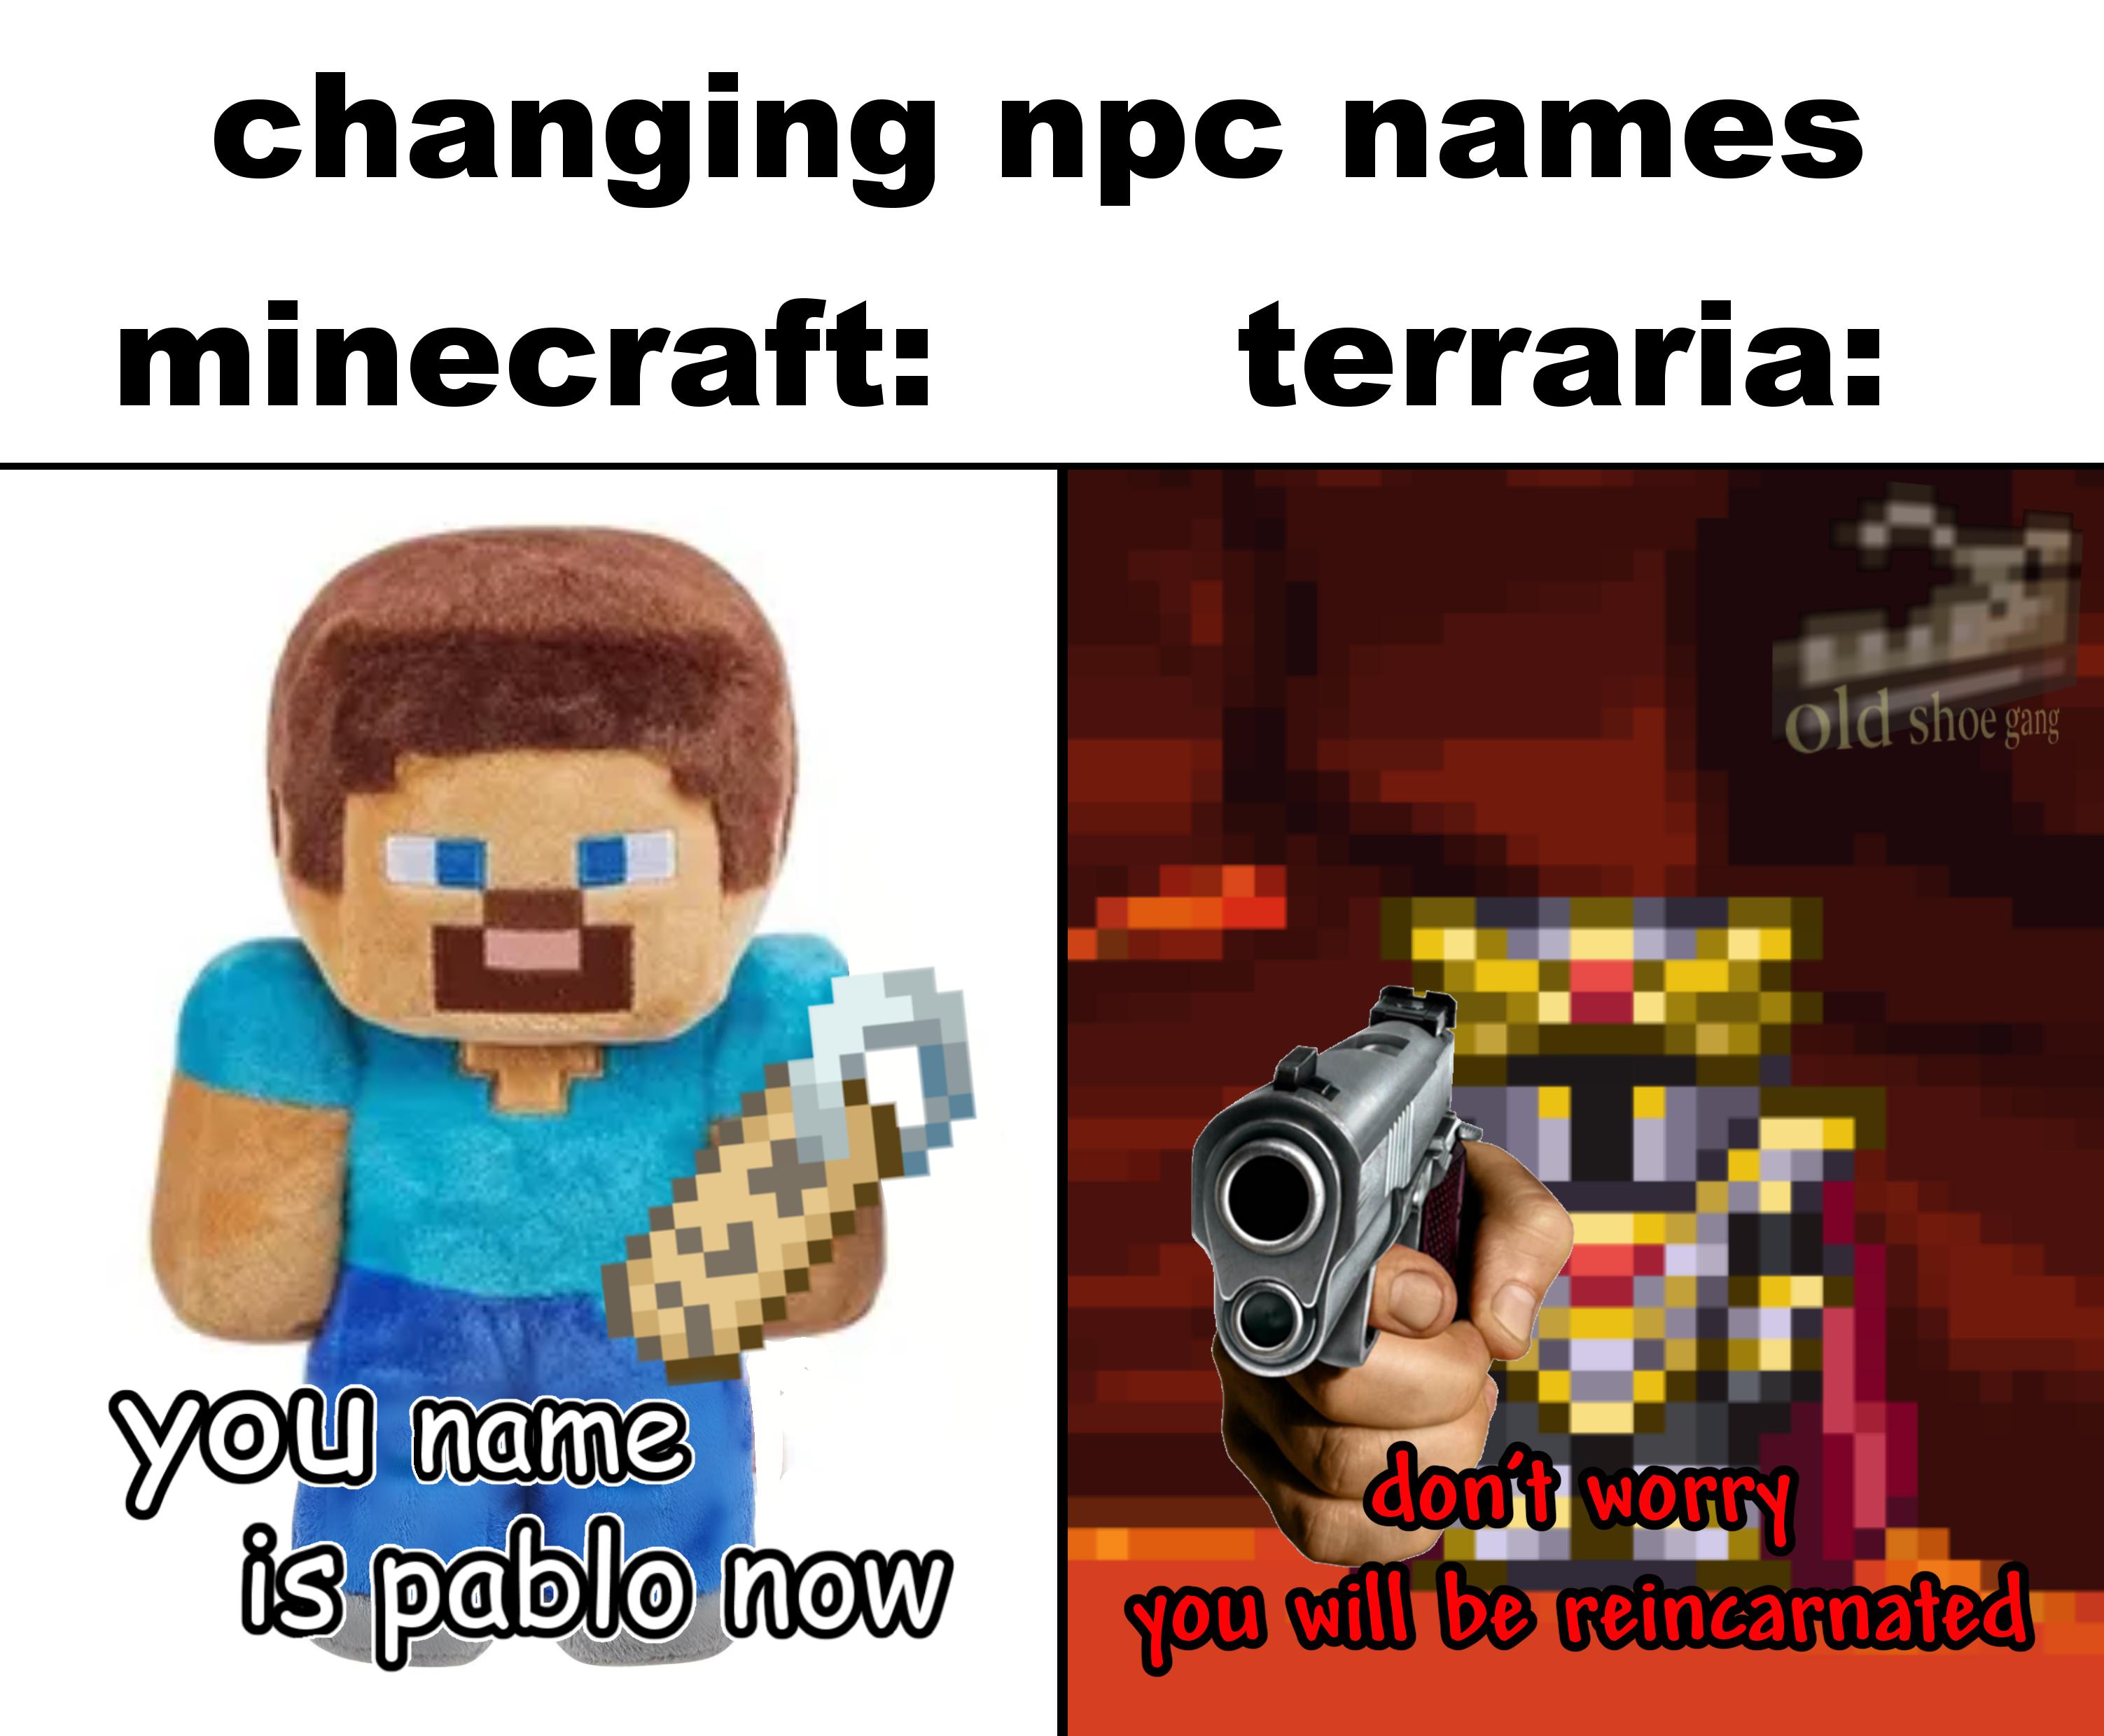 changing npc names
minecraft:
terraria:
old shoe gang
you name
is pablo now
don't worry
you will be reincarnated